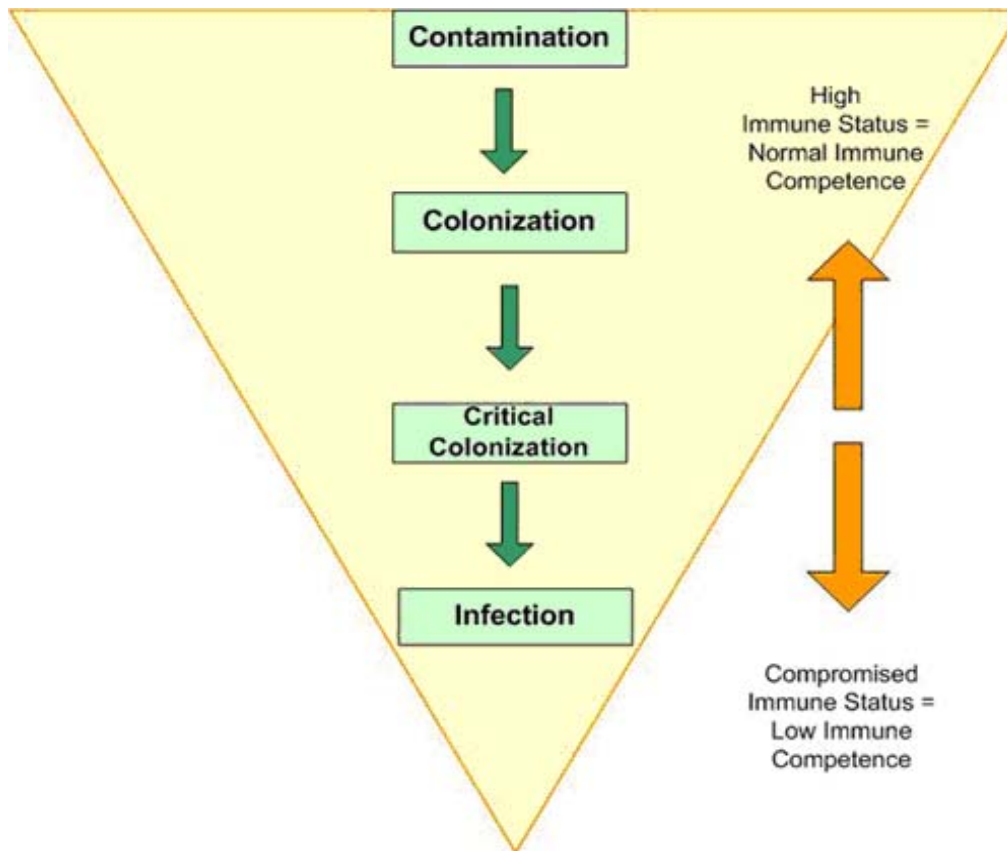 Contamination
High
Immune Status =
Normal Immune
Competence
Colonization
Critical
Colonization
Infection
Compromised
Immune Status =
Low Immune
Competence